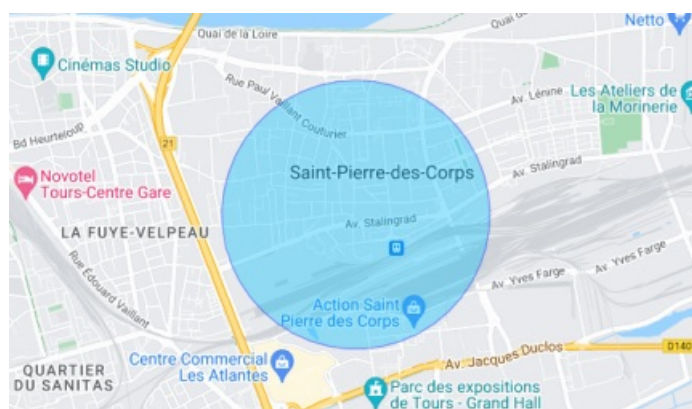 Quai de la Loire
Quai de
Netto
Cinémas Studio
Rue Paul Vaillant Couturier
Les Ateliers de
la Morinerie
Av. Lénine
Bd Heurteloup
21
Novotel
Tours-Centre Gare
Saint-Pierre-des-Corps
Av. Stalingrad
Av. Stalingrad
LA FUYE-VELPEAU
Rue Édouard Vaillant
Av. Yves Farge
Av. Yves Farge
Action Saint
Pierre des Corps
Centre Commercial
Les Atlantes
Av. Jacques Duclos
D140
QUARTIER
DU SANITAS
Parc des expositions
de Tours - Grand Hall